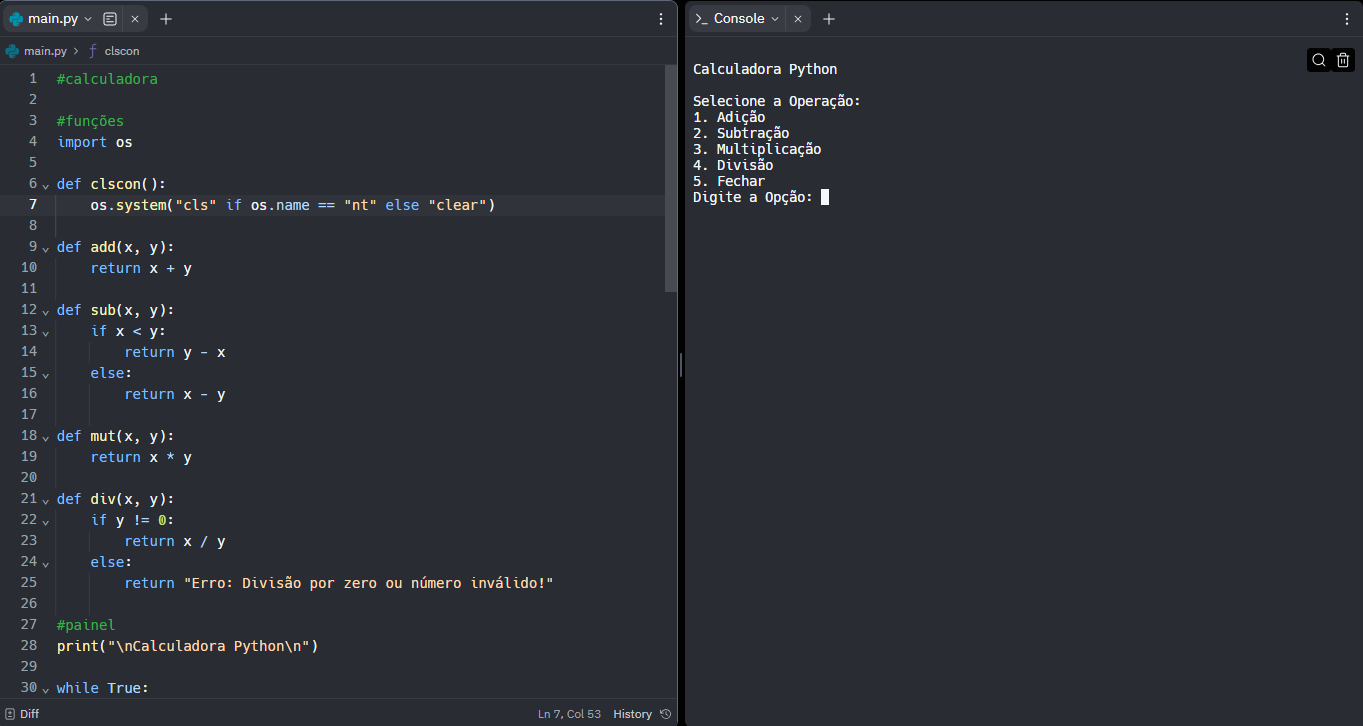 main.py
main.py > f clscon
1 #calculadora
2
3 #funções
4 import os
5
6 def clscon():
7     os.system("cls" if os.name == "nt" else "clear")
8
9 def add(x, y):
10     return x + y
11
12 def sub(x, y):
13     if x < y:
14         return y - x
15     else:
16         return x - y
17
18 def mut(x, y):
19     return x * y
20
21 def div(x, y):
22     if y != 0:
23         return x / y
24     else:
25         return "Erro: Divisão por zero ou número inválido!"
26
27 #painel
28 print("\nCalculadora Python\n")
29
30 while True:
Diff
Ln 7, Col 53 History
>_ Console
Calculadora Python
Selecione a Operação:
1. Adição
2. Subtração
3. Multiplicação
4. Divisão
5. Fechar
Digite a Opção: